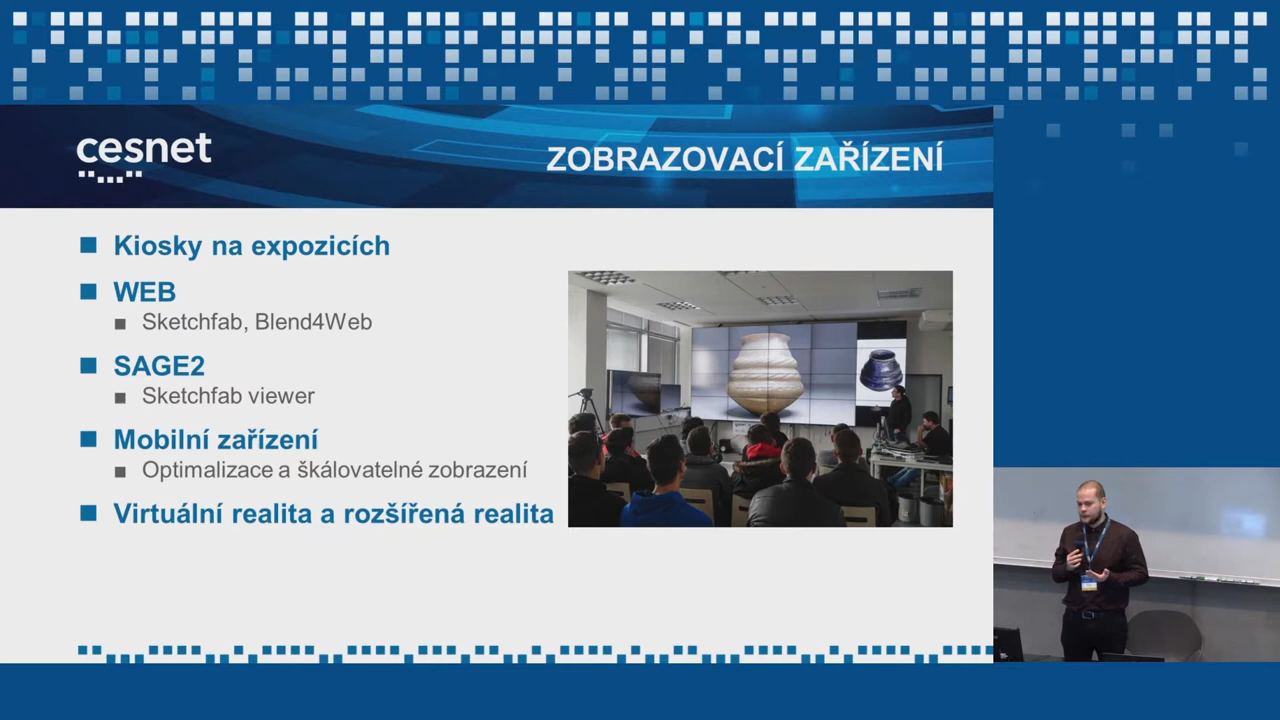 cesnet
ZOBRAZOVACÍ ZAŘÍZENÍ
Kiosky na expozicích
WEB
Sketchfab, Blend4Web
SAGE2
Sketchfab viewer
Mobilní zařízení
Optimalizace a škálovatelné zobrazení
Virtuální realita a rozšířená realita